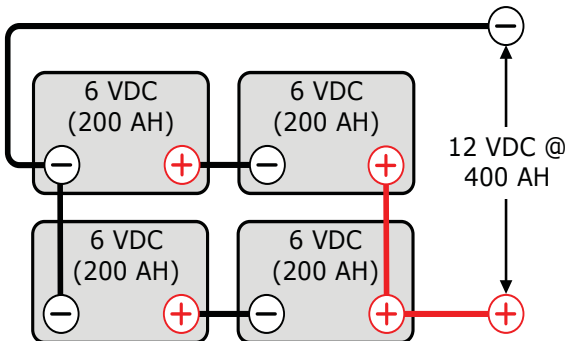 −
6 VDC
(200 AH)
− +
6 VDC
(200 AH)
− +
12 VDC @
400 AH
6 VDC
(200 AH)
− +
6 VDC
(200 AH)
− +
+